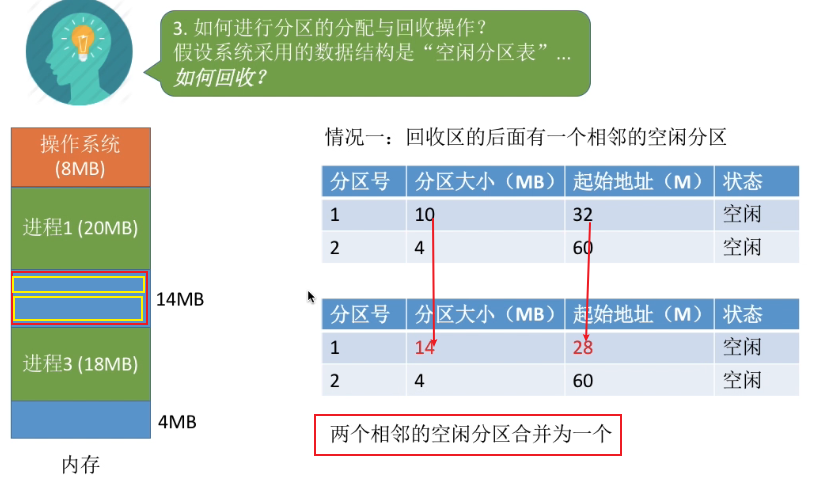 3. 如何进行分区的分配与回收操作？
假设系统采用的数据结构是“空闲分区表”...
如何回收？
操作系统
(8MB)
进程1 (20MB)
14MB
进程3 (18MB)
4MB
内存
情况一：回收区的后面有一个相邻的空闲分区
分区号 分区大小（MB） 起始地址（M） 状态
1 10 32 空闲
2 4 60 空闲
分区号 分区大小（MB） 起始地址（M） 状态
1 14 28 空闲
2 4 60 空闲
两个相邻的空闲分区合并为一个